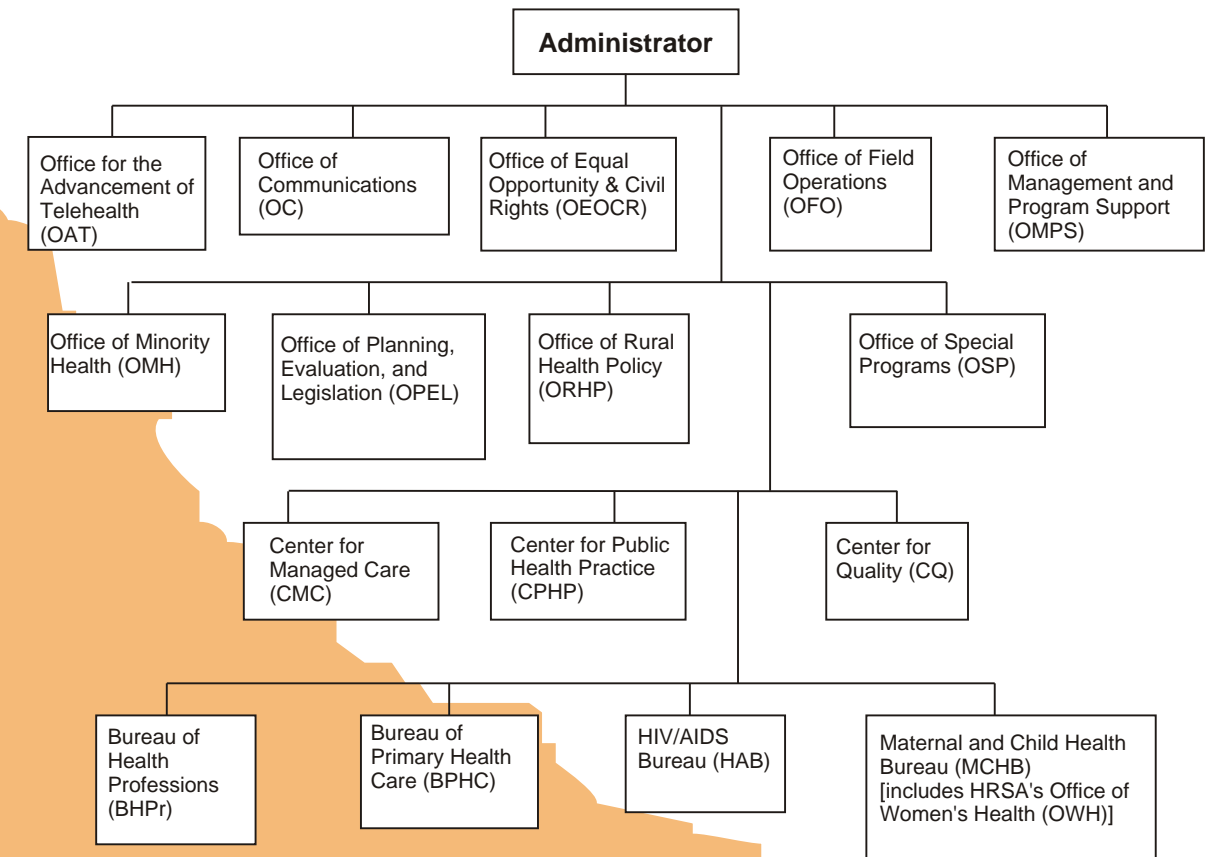 Administrator
Office for the
Advancement of
Telehealth
(OAT)
Office of
Communications
(OC)
Office of Equal
Opportunity & Civil
Rights (OEOCR)
Office of Field
Operations
(OFO)
Office of
Management and
Program Support
(OMPS)
Office of Minority
Health (OMH)
Office of Planning,
Evaluation, and
Legislation (OPEL)
Office of Rural
Health Policy
(ORHP)
Office of Special
Programs (OSP)
Center for
Managed Care
(CMC)
Center for Public
Health Practice
(CPHP)
Center for
Quality (CQ)
Bureau of
Health
Professions
(BHPr)
Bureau of
Primary Health
Care (BPHC)
HIV/AIDS
Bureau (HAB)
Maternal and Child Health
Bureau (MCHB)
[includes HRSA's Office of
Women's Health (OWH)]